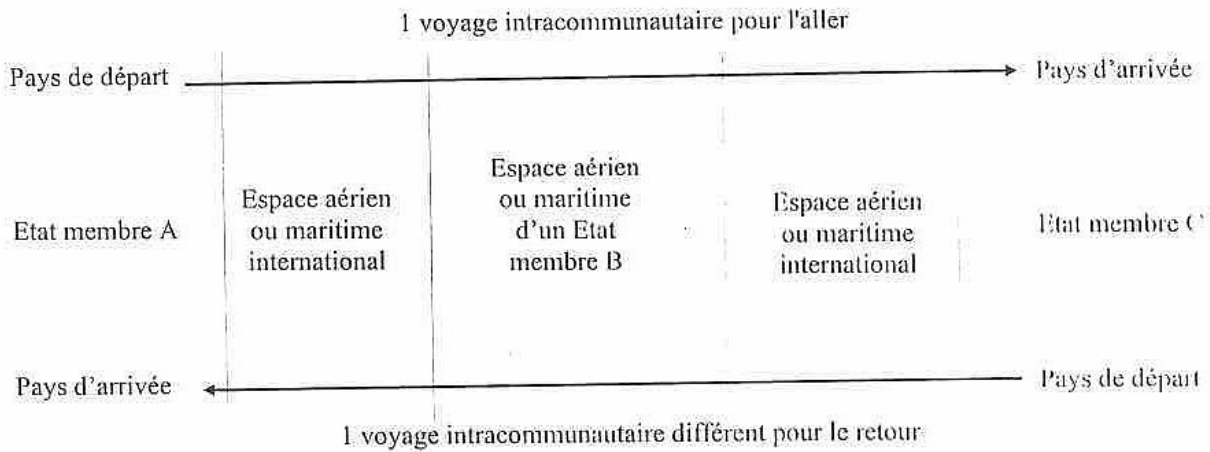 1 voyage intracommunautaire pour l'aller
Pays de départ
Pays d'arrivée
Etat membre A
Espace aérien
ou maritime
international
Espace aérien
ou maritime
d'un Etat
membre B
Espace aérien
ou maritime
international
Etat membre C
Pays d'arrivée
Pays de départ
1 voyage intracommunautaire différent pour le retour